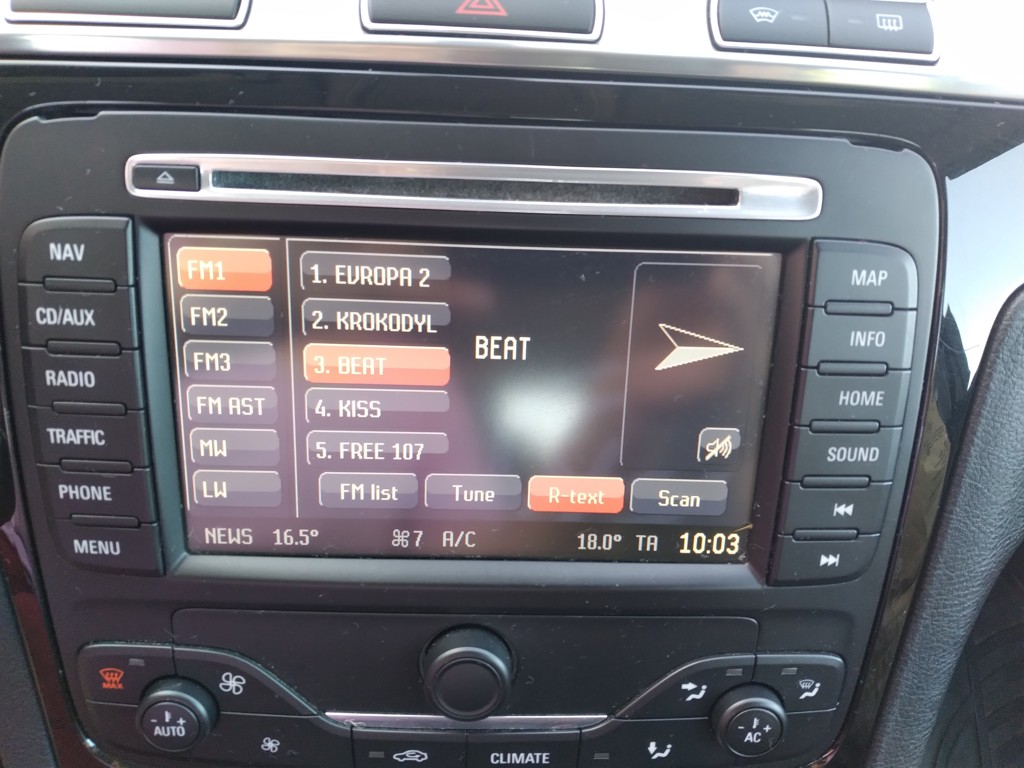 NAV
CD/AUX
RADIO
TRAFFIC
PHONE
MENU
FM1
FM2
FM3
FM AST
MW
LW
1. EVROPA 2
2. KROKODYL
3. BEAT
4. KISS
5. FREE 107
BEAT
FM list
Tune
R-text
Scan
NEWS 16.5° 7 A/C 18.0° TA 10:03
MAP
INFO
HOME
SOUND
MAX
- + AUTO
CLIMATE
- + AC